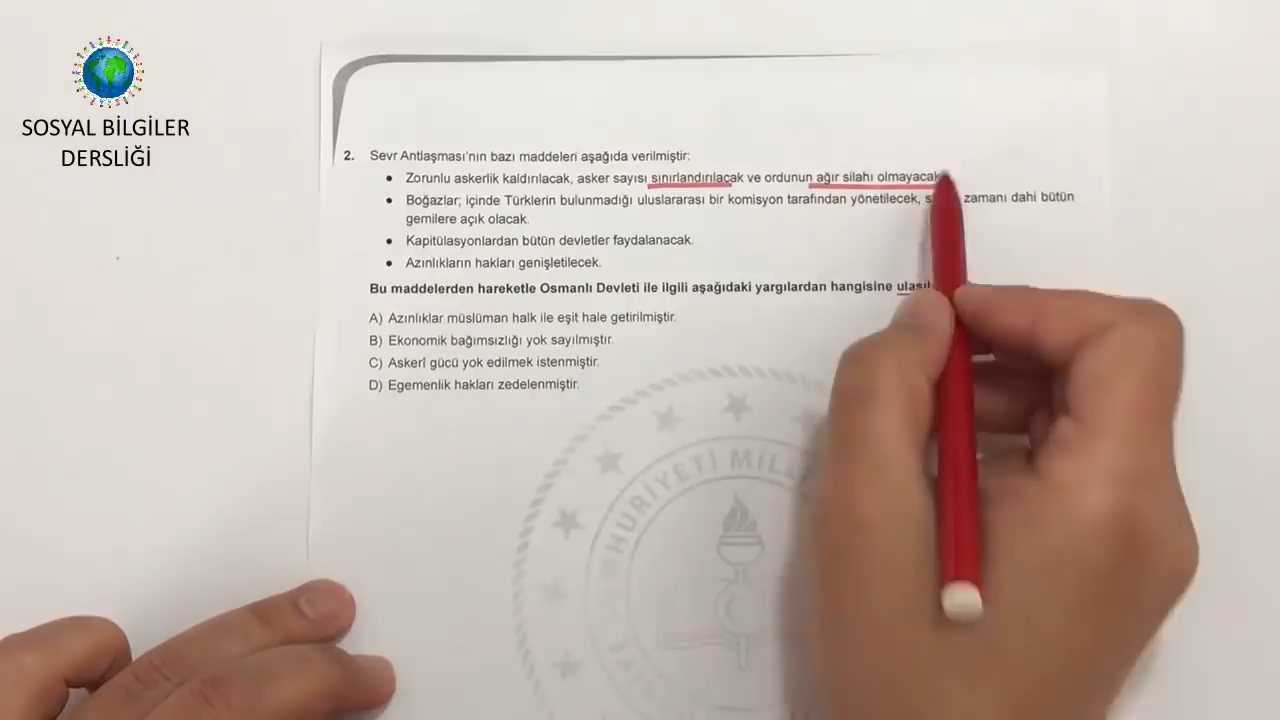 SOSYAL BİLGİLER
DERSLİĞİ
2. Sevr Antlaşması'nın bazı maddeleri aşağıda verilmiştir:
• Zorunlu askerlik kaldırılacak, asker sayısı sınırlandırılacak ve ordunun ağır silahı olmayacak
• Boğazlar; içinde Türklerin bulunmadığı uluslararası bir komisyon tarafından yönetilecek, zamanı dahi bütün
gemilere açık olacak.
• Kapitülasyonlardan bütün devletler faydalanacak.
• Azınlıkların hakları genişletilecek.
Bu maddelerden hareketle Osmanlı Devleti ile ilgili aşağıdaki yargılardan hangisine
A) Azınlıklar müslüman halk ile eşit hale getirilmiştir.
B) Ekonomik bağımsızlığı yok sayılmıştır.
C) Askerî gücü yok edilmek istenmiştir.
D) Egemenlik hakları zedelenmiştir.